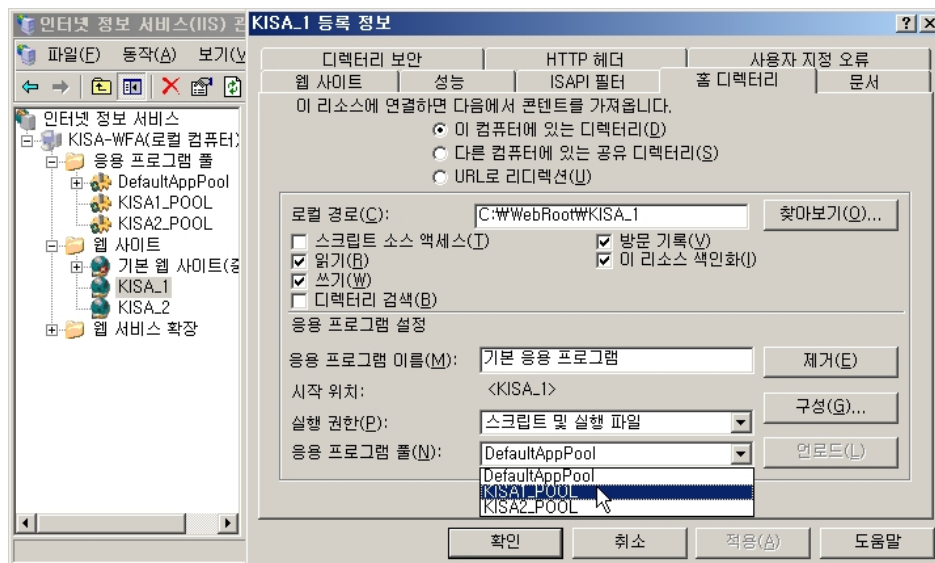 인터넷 정보 서비스(IIS) 관
파일(F) 동작(A) 보기(V
인터넷 정보 서비스
KISA-WFA(로컬 컴퓨터)
응용 프로그램 풀
DefaultAppPool
KISA1_POOL
KISA2_POOL
웹 사이트
기본 웹 사이트(중
KISA_1
KISA_2
웹 서비스 확장
KISA_1 등록 정보
디렉터리 보안 HTTP 헤더 사용자 지정 오류
웹 사이트 성능 ISAPI 필터 홈 디렉터리 문서
이 리소스에 연결하면 다음에서 콘텐트를 가져옵니다.
이 컴퓨터에 있는 디렉터리(D)
다른 컴퓨터에 있는 공유 디렉터리(S)
URL로 리디렉션(U)
로컬 경로(C): C:₩WebRoot₩KISA_1 찾아보기(O)...
스크립트 소스 액세스(T) 방문 기록(V)
읽기(R) 이 리소스 색인화(I)
쓰기(W)
디렉터리 검색(B)
응용 프로그램 설정
응용 프로그램 이름(M): 기본 응용 프로그램 제거(E)
시작 위치: <KISA_1>
구성(G)...
실행 권한(P): 스크립트 및 실행 파일
응용 프로그램 풀(N): DefaultAppPool 언로드(L)
DefaultAppPool
KISA1_POOL
KISA2_POOL
확인 취소 적용(A) 도움말